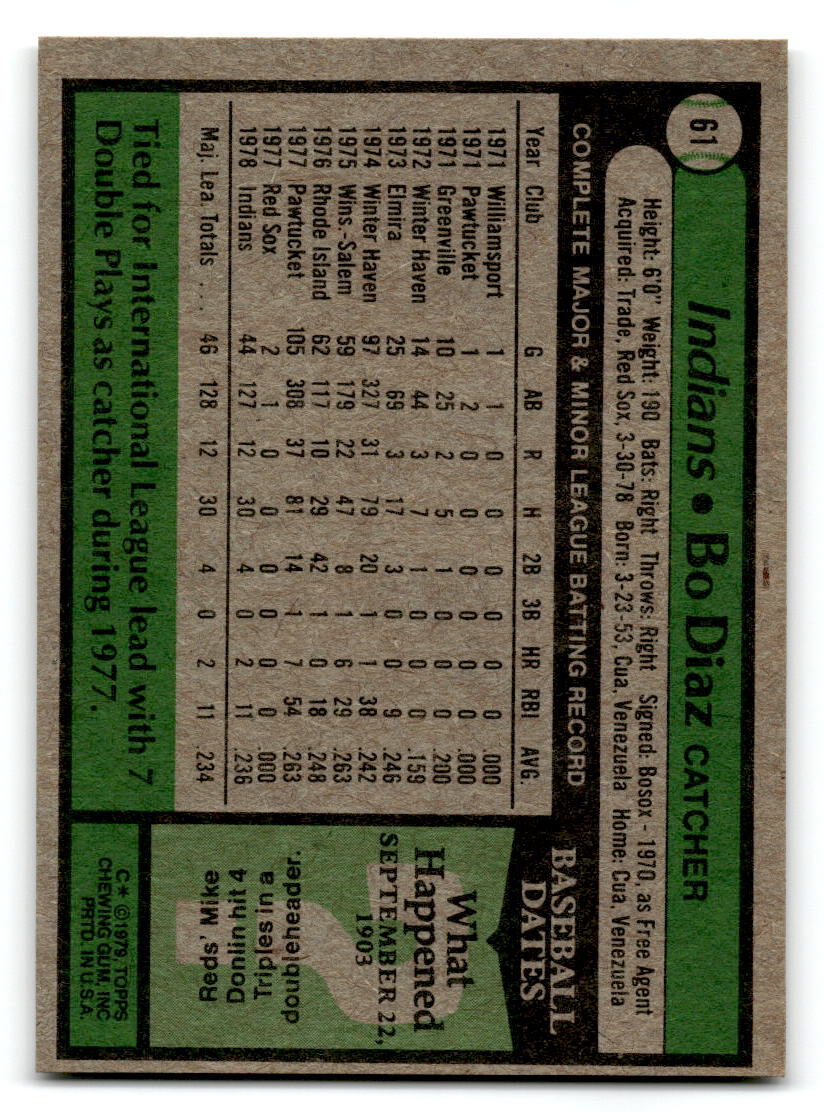 61
Indians • Bo Diaz CATCHER
Height: 6'0" Weight: 190 Bats: Right Throws: Right Signed: Bosox - 1970, as Free Agent
Acquired: Trade, Red Sox, 3-30-78 Born: 3-23-53, Cua, Venezuela Home: Cua, Venezuela
COMPLETE MAJOR & MINOR LEAGUE BATTING RECORD
Year Club G AB R H 2B 3B HR RBI AVG.
1971 Williamsport 1 1 0 0 0 0 0 0 .000
1971 Pawtucket 1 2 0 0 0 0 0 0 .000
1971 Greenville 10 25 2 5 1 0 0 0 .200
1972 Winter Haven 14 44 3 7 1 0 0 0 .159
1973 Elmira 25 69 3 17 3 0 0 9 .246
1974 Winter Haven 97 327 31 79 20 1 1 38 .242
1975 Wins.-Salem 59 179 22 47 8 1 6 29 .263
1976 Rhode Island 62 117 10 29 42 1 0 18 .248
1977 Pawtucket 105 308 37 81 14 1 7 54 .263
1977 Red Sox 2 1 0 0 0 0 0 0 .000
1978 Indians 44 127 12 30 4 0 2 11 .236
Maj. Lea Totals ... 46 128 12 30 4 0 2 11 .234
Tied for International League lead with 7
Double Plays as catcher during 1977.
BASEBALL
DATES
What
Happened
SEPTEMBER 22,
1903
Reds' Mike
Donlin hit 4
Triples in a
doubleheader.
C* ©1979, TOPPS
CHEWING GUM, INC
PRTD. IN U.S.A.